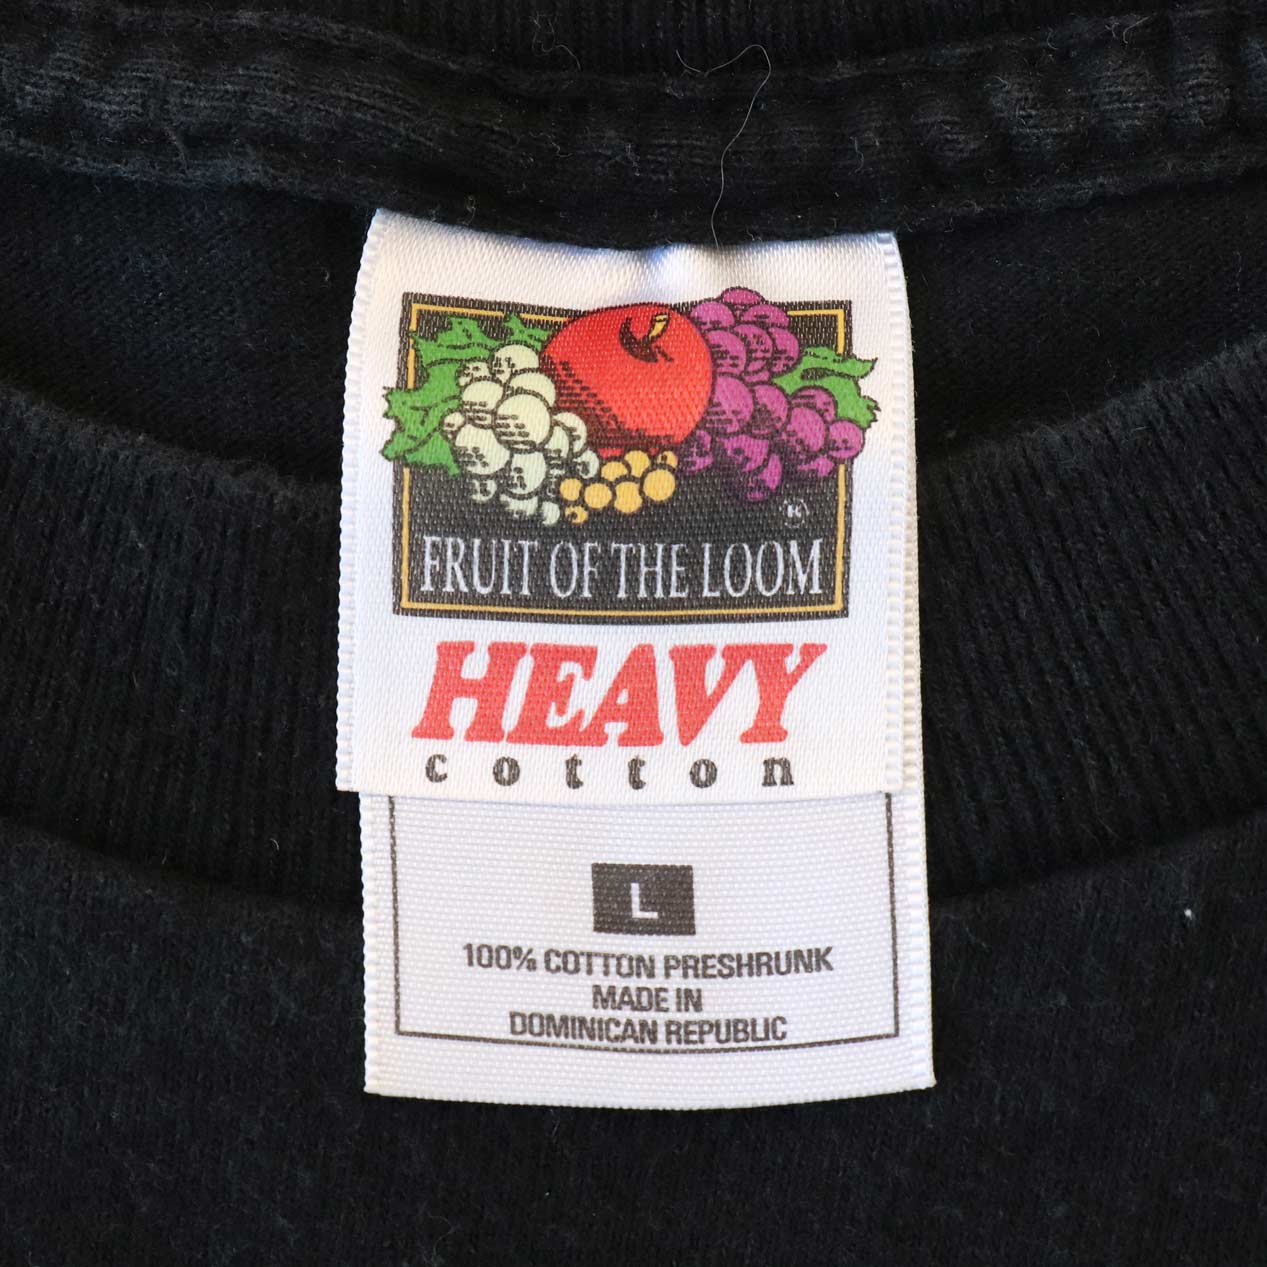 ®
FRUIT OF THE LOOM
HEAVY
cotton
L
100% COTTON PRESHRUNK
MADE IN
DOMINICAN REPUBLIC